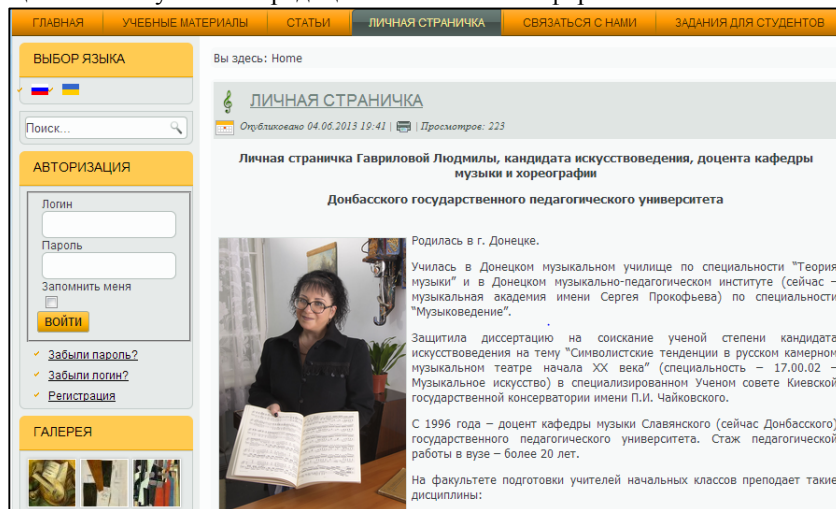 ГЛАВНАЯ
УЧЕБНЫЕ МАТЕРИАЛЫ
СТАТЬИ
ЛИЧНАЯ СТРАНИЧКА
СВЯЗАТЬСЯ С НАМИ
ЗАДАНИЯ ДЛЯ СТУДЕНТОВ
ВЫБОР ЯЗЫКА
Поиск...
АВТОРИЗАЦИЯ
Логин
Пароль
Запомнить меня
ВОЙТИ
Забыли пароль?
Забыли логин?
Регистрация
ГАЛЕРЕЯ
Вы здесь: Home
ЛИЧНАЯ СТРАНИЧКА
Опубликовано 04.06.2013 19:41 | | Просмотров: 223
Личная страничка Гавриловой Людмилы, кандидата искусствоведения, доцента кафедры
музыки и хореографии
Донбасского государственного педагогического университета
Родилась в г. Донецке.
Училась в Донецком музыкальном училище по специальности "Теория
музыки" и в Донецком музыкально-педагогическом институте (сейчас –
музыкальная академия имени Сергея Прокофьева) по специальности
"Музыковедение".
Защитила диссертацию на соискание ученой степени кандидата
искусствоведения на тему "Символистские тенденции в русском камерном
музыкальном театре начала XX века" (специальность – 17.00.02 –
Музыкальное искусство) в специализированном Ученом совете Киевской
государственной консерватории имени П.И. Чайковского.
С 1996 года – доцент кафедры музыки Славянского (сейчас Донбасского)
государственного педагогического университета. Стаж педагогической
работы в вузе – более 20 лет.
На факультете подготовки учителей начальных классов преподает такие
дисциплины: